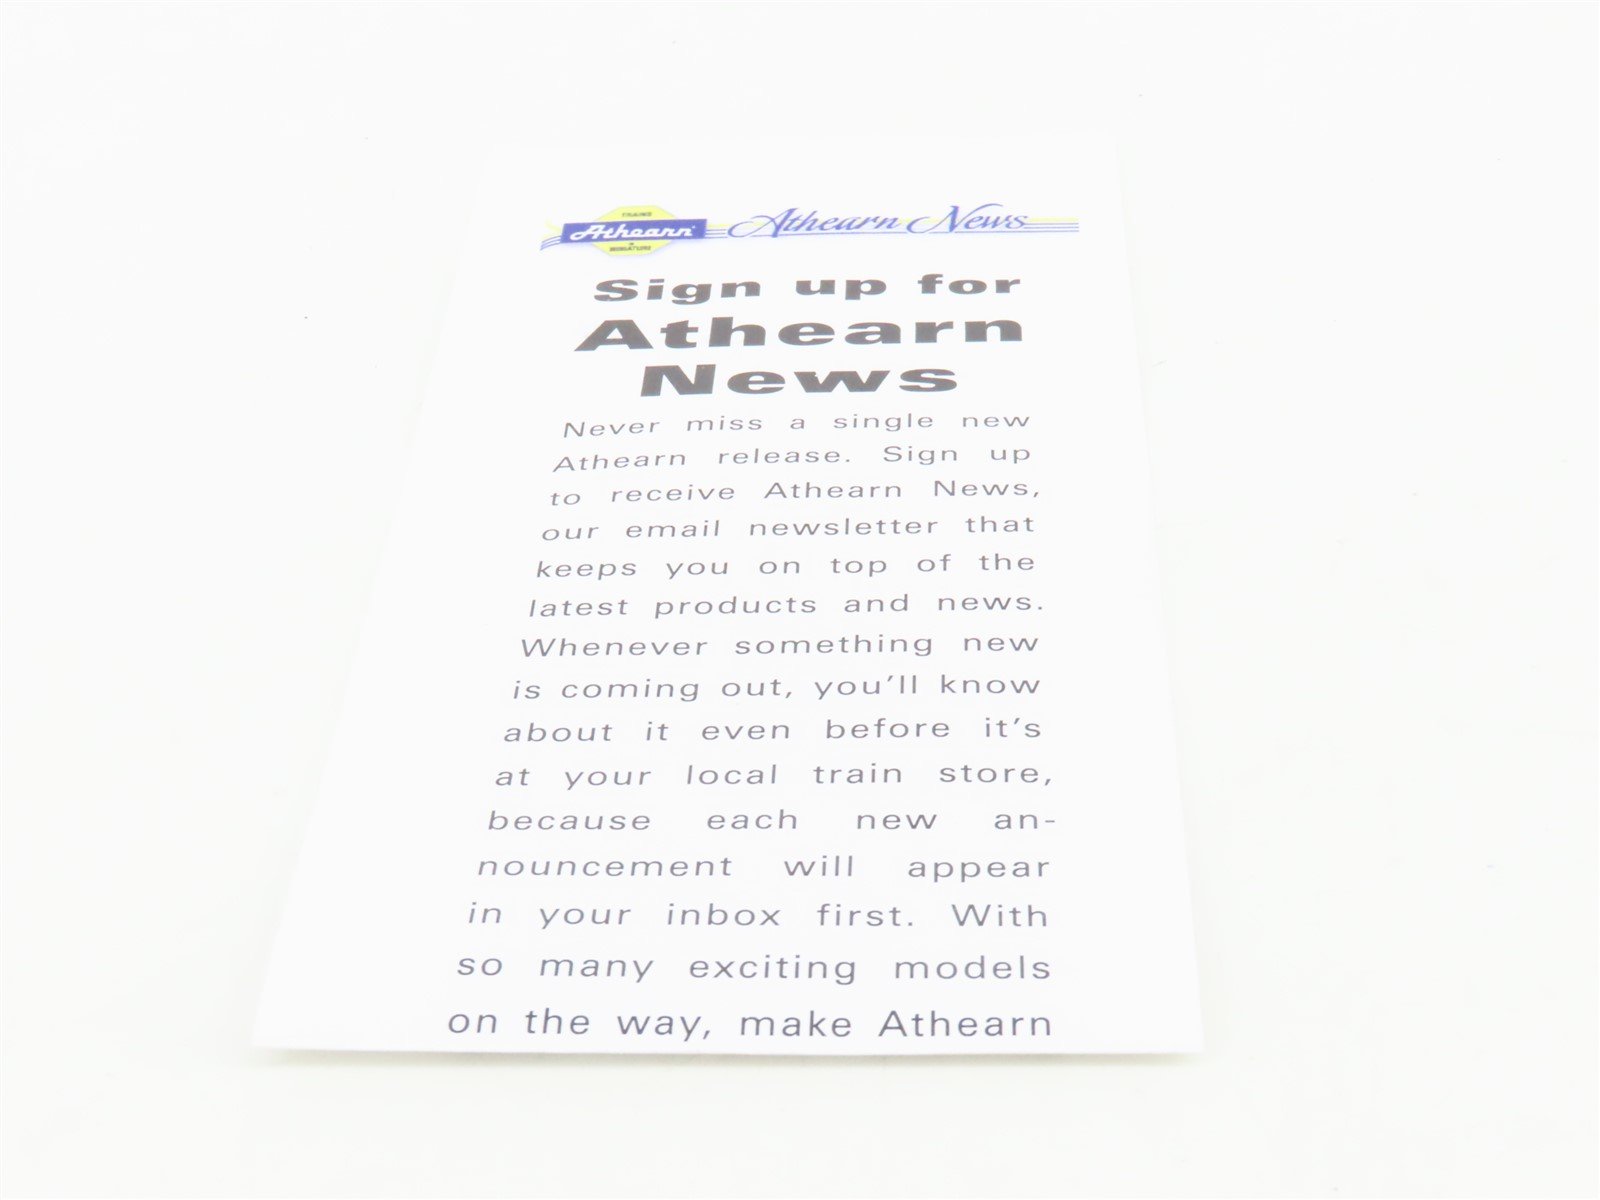 TRAINS
Athearn
IN
MINIATURE
Athearn News
Sign up for
Athearn
News
Never miss a single new
Athearn release. Sign up
to receive Athearn News,
our email newsletter that
keeps you on top of the
latest products and news.
Whenever something new
is coming out, you'll know
about it even before it's
at your local train store,
because each new an-
nouncement will appear
in your inbox first. With
so many exciting models
on the way, make Athearn